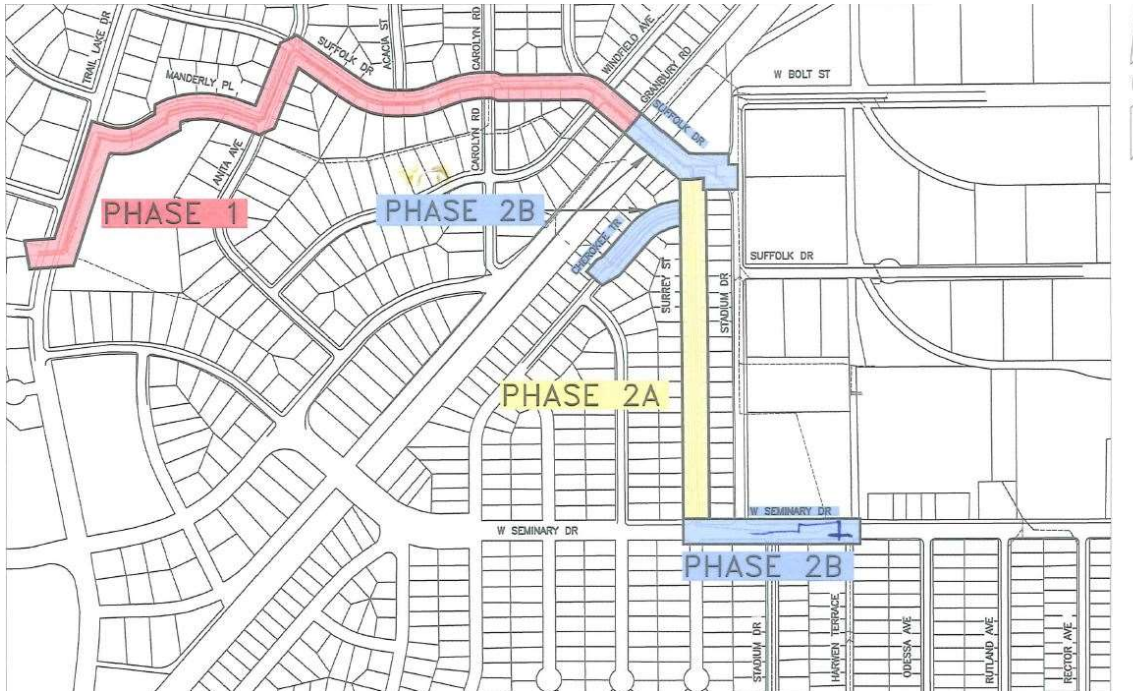 TRAIL LAKE DR
MANDERLY PL
SUFFOLK DR
ACACIA ST
CAROLYN RD
WINDFIELD AVE
GRANBURY RD
W BOLT ST
SUFFOLK DR
ANITA AVE
CAROLYN RD
PHASE 1
PHASE 2B
CHEROKEE TR
SURREY ST
STADIUM DR
SUFFOLK DR
PHASE 2A
W SEMINARY DR
W SEMINARY DR
PHASE 2B
STADIUM DR
HARWEN TERRACE
ODESSA AVE
RUTLAND AVE
RECTOR AVE